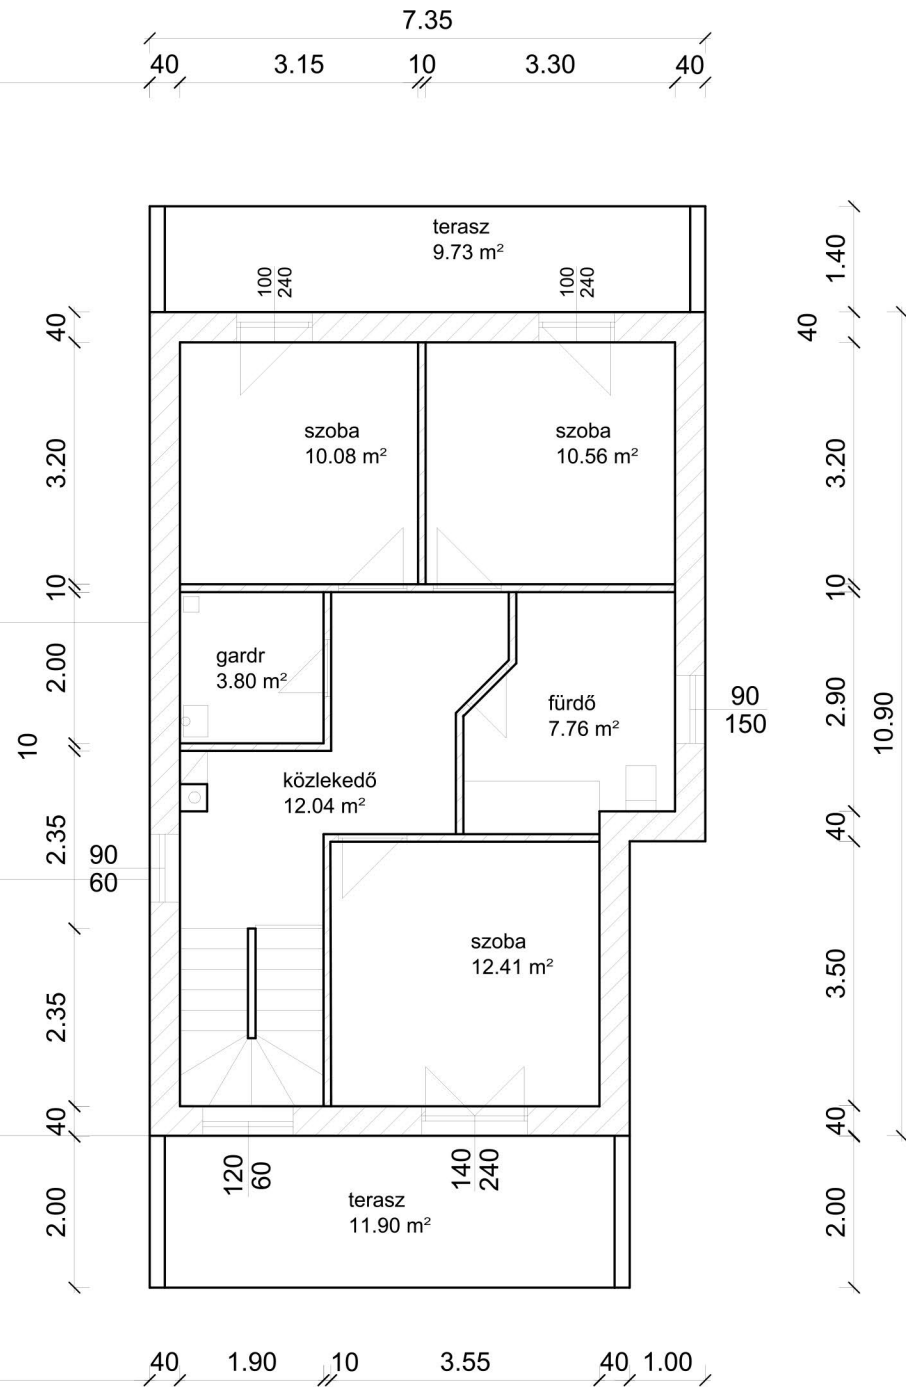 7.35
40 3.15 10 3.30 40
terasz
9.73 m²
1.40
100
240
100
240
40
40
szoba
10.08 m²
szoba
10.56 m²
3.20
3.20
10
10
gardr
3.80 m²
2.00
fürdő
7.76 m²
90
150
2.90
10.90
10
közlekedő
12.04 m²
2.35
90
60
40
szoba
12.41 m²
3.50
2.35
40
40
120
60
140
240
terasz
11.90 m²
2.00
2.00
40 1.90 10 3.55 40 1.00